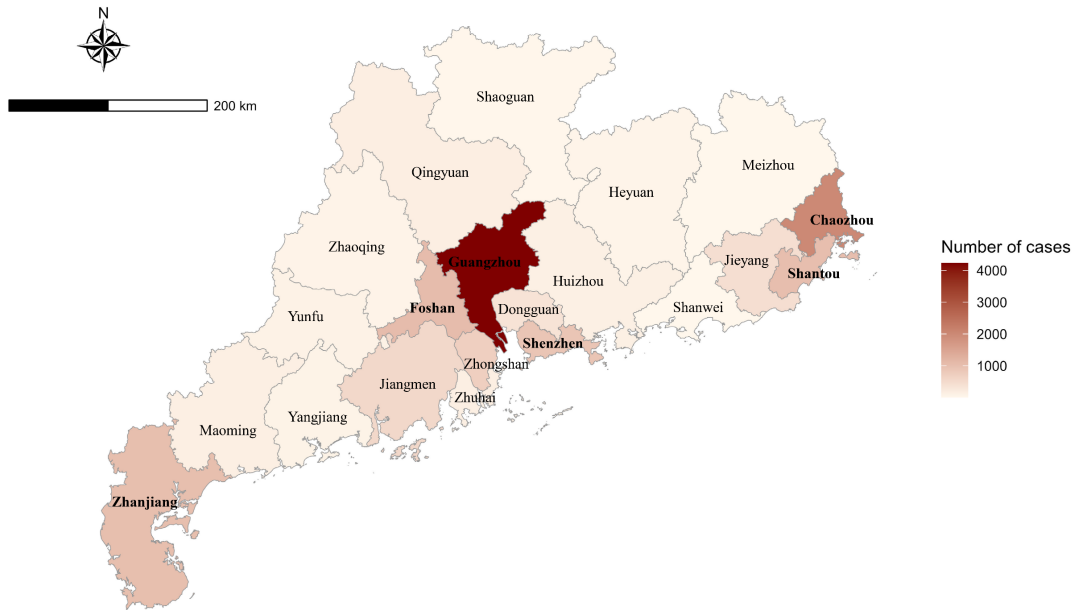 N
200 km
Shaoguan
Meizhou
Qingyuan
Heyuan
Chaozhou
Zhaoqing
Guangzhou
Jieyang
Shantou
Huizhou
Foshan
Dongguan
Shanwei
Yunfu
Shenzhen
Zhongshan
Jiangmen
Zhuhai
Yangjiang
Maoming
Zhanjiang
Number of cases
4000
3000
2000
1000